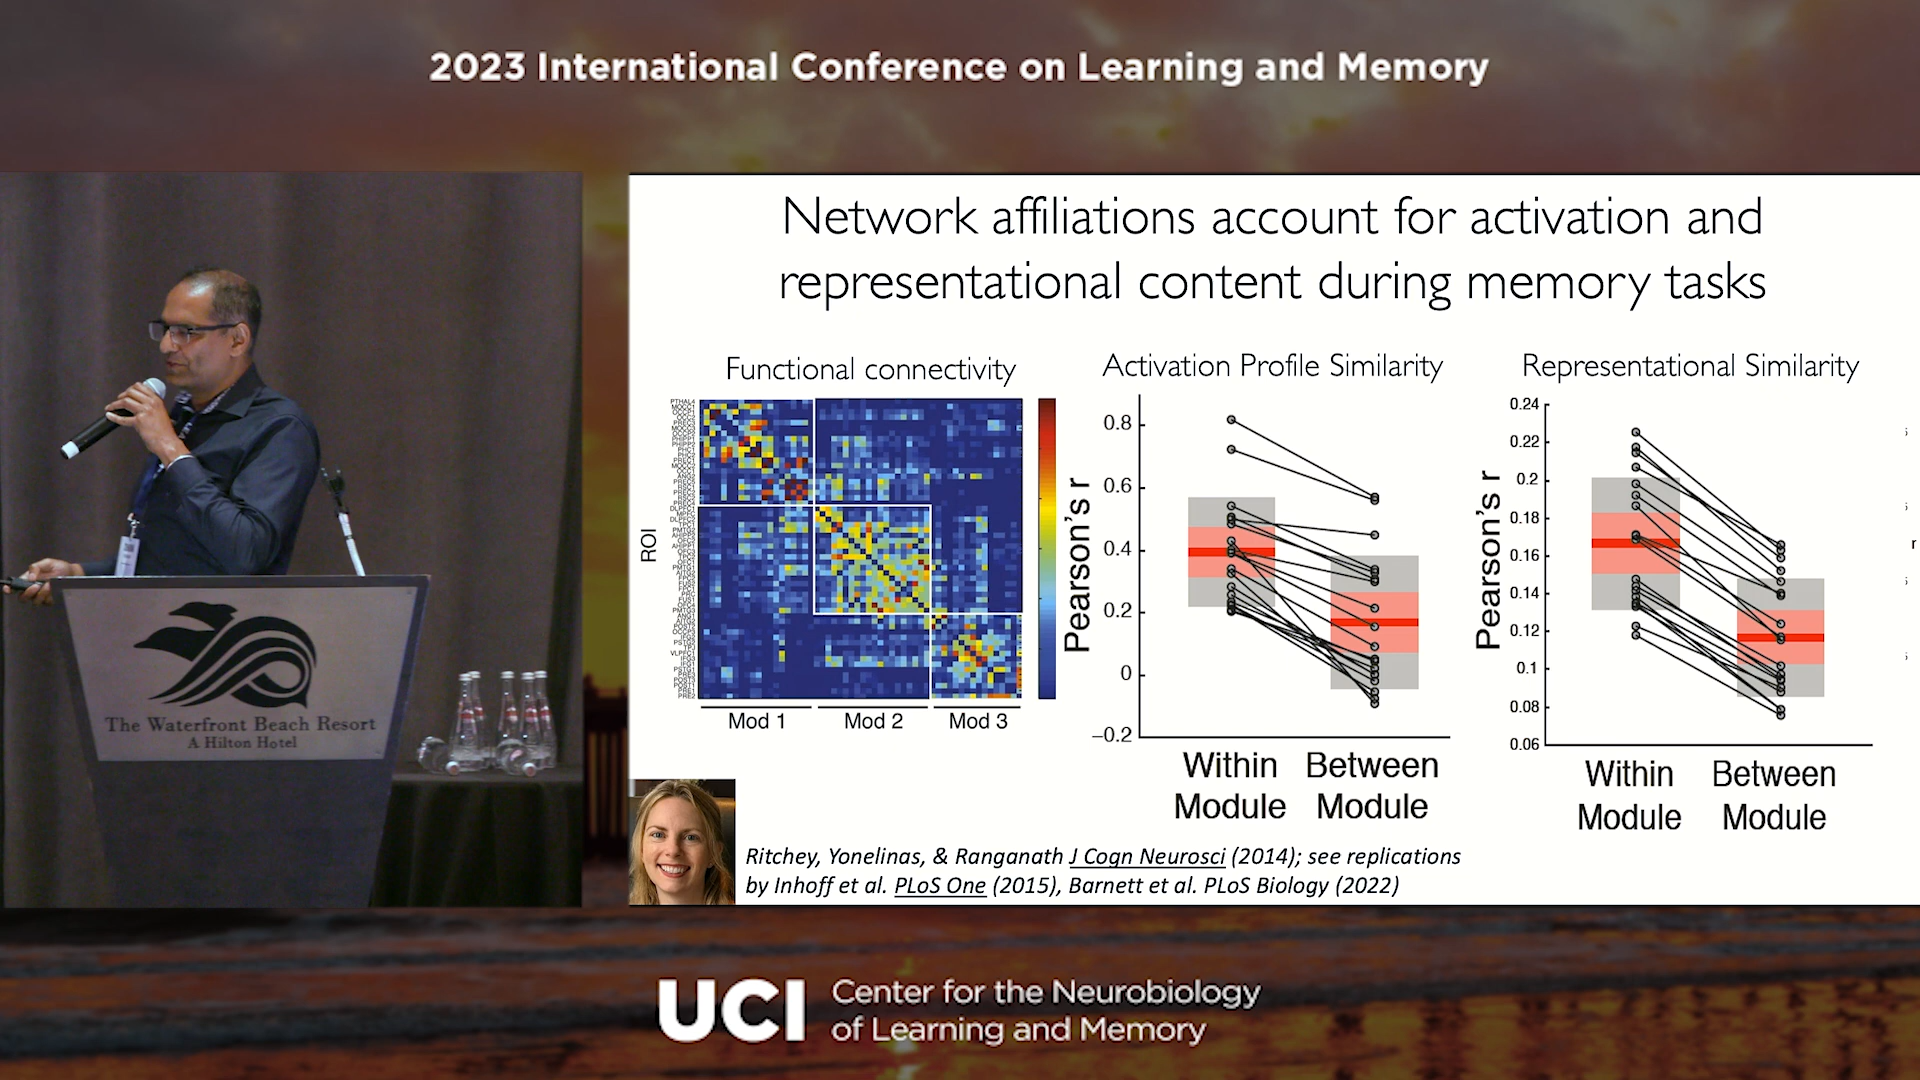 2023 International Conference on Learning and Memory
Network affiliations account for activation and
representational content during memory tasks
Functional connectivity
Activation Profile Similarity
Representational Similarity
ROI
Mod 1
Mod 2
Mod 3
Pearson's r
0.8
0.6
0.4
0.2
0
−0.2
Within
Module
Between
Module
Pearson's r
0.24
0.22
0.2
0.18
0.16
0.14
0.12
0.1
0.08
0.06
Within
Module
Between
Module
r
Ritchey, Yonelinas, & Ranganath J Cogn Neurosci (2014); see replications
by Inhoff et al. PLoS One (2015), Barnett et al. PLoS Biology (2022)
The Waterfront Beach Resort
A Hilton Hotel
UCI
Center for the Neurobiology
of Learning and Memory